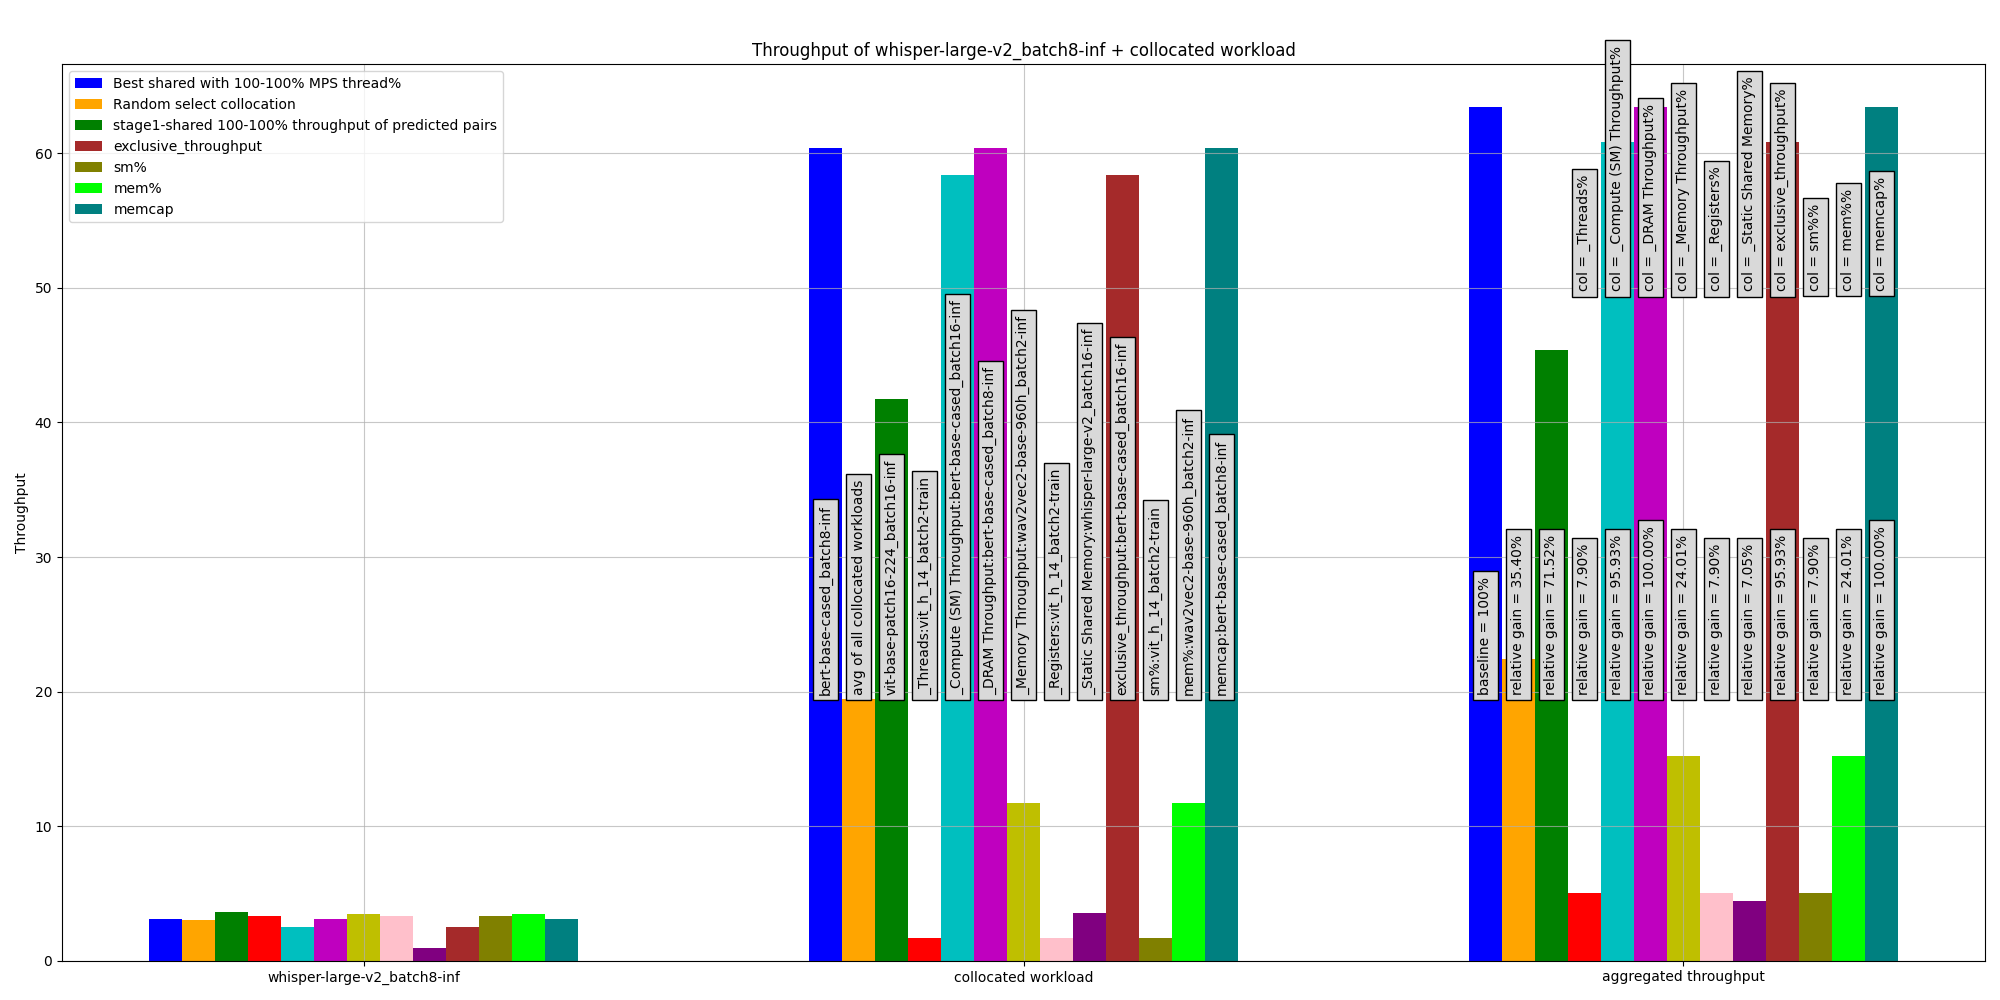 Throughput of whisper-large-v2_batch8-inf + collocated workload
Best shared with 100-100% MPS thread%
Random select collocation
stage1-shared 100-100% throughput of predicted pairs
exclusive_throughput
sm%
mem%
memcap
Throughput
60
50
40
30
20
10
0
bert-base-cased_batch8-inf
avg of all collocated workloads
vit-base-patch16-224_batch16-inf
_Threads:vit_h_14_batch2-train
_Compute (SM) Throughput:bert-base-cased_batch16-inf
_DRAM Throughput:bert-base-cased_batch8-inf
_Memory Throughput:wav2vec2-base-960h_batch2-inf
_Registers:vit_h_14_batch2-train
_Static Shared Memory:whisper-large-v2_batch16-inf
exclusive_throughput:bert-base-cased_batch16-inf
sm%:vit_h_14_batch2-train
mem%:wav2vec2-base-960h_batch2-inf
memcap:bert-base-cased_batch8-inf
col = _Threads%
col = _Compute (SM) Throughput%
col = _DRAM Throughput%
col = _Memory Throughput%
col = _Registers%
col = _Static Shared Memory%
col = exclusive_throughput%
col = sm%%
col = mem%%
col = memcap%
baseline = 100%
relative gain = 35.40%
relative gain = 71.52%
relative gain = 7.90%
relative gain = 95.93%
relative gain = 100.00%
relative gain = 24.01%
relative gain = 7.90%
relative gain = 7.05%
relative gain = 95.93%
relative gain = 7.90%
relative gain = 24.01%
relative gain = 100.00%
whisper-large-v2_batch8-inf
collocated workload
aggregated throughput